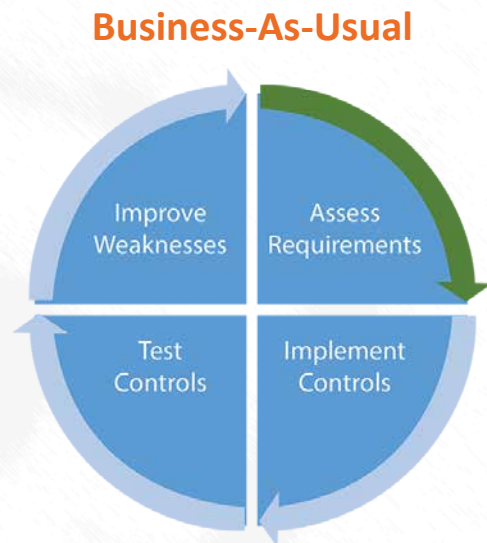 Business-As-Usual
Improve
Weaknesses
Assess
Requirements
Test
Controls
Implement
Controls